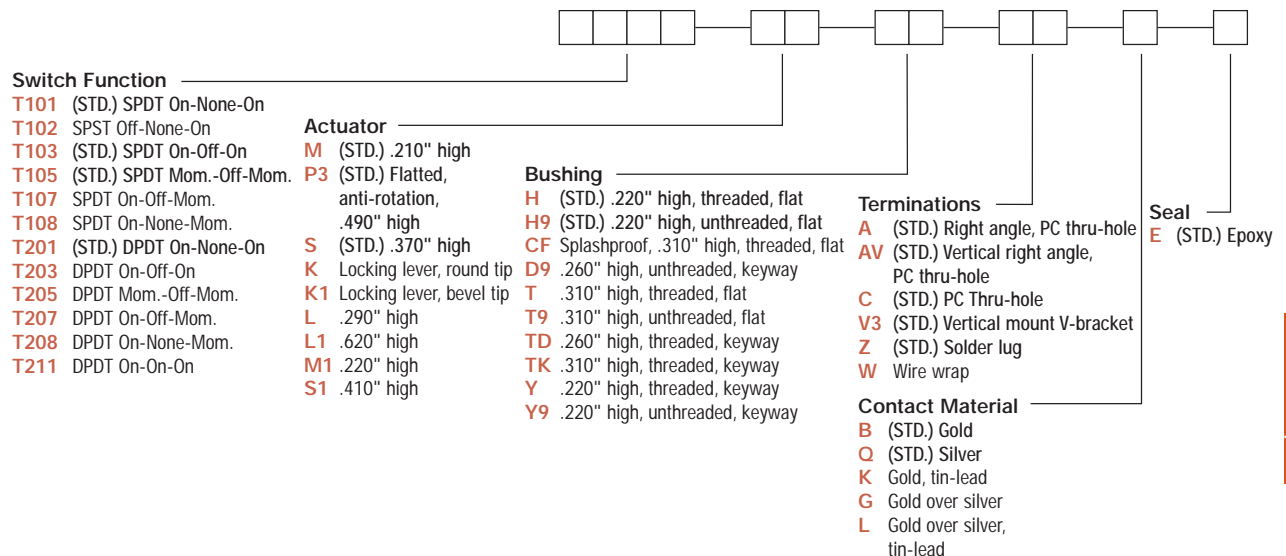 Switch Function
T101 (STD.) SPDT On-None-On
T102 SPST Off-None-On
T103 (STD.) SPDT On-Off-On
T105 (STD.) SPDT Mom.-Off-Mom.
T107 SPDT On-Off-Mom.
T108 SPDT On-None-Mom.
T201 (STD.) DPDT On-None-On
T203 DPDT On-Off-On
T205 DPDT Mom.-Off-Mom.
T207 DPDT On-Off-Mom.
T208 DPDT On-None-Mom.
T211 DPDT On-On-On
Actuator
M (STD.) .210" high
P3 (STD.) Flatted,
anti-rotation,
.490" high
S (STD.) .370" high
K Locking lever, round tip
K1 Locking lever, bevel tip
L .290" high
L1 .620" high
M1 .220" high
S1 .410" high
Bushing
H (STD.) .220" high, threaded, flat
H9 (STD.) .220" high, unthreaded, flat
CF Splashproof, .310" high, threaded, flat
D9 .260" high, unthreaded, keyway
T .310" high, threaded, flat
T9 .310" high, unthreaded, flat
TD .260" high, threaded, keyway
TK .310" high, threaded, keyway
Y .220" high, threaded, keyway
Y9 .220" high, unthreaded, keyway
Terminations
A (STD.) Right angle, PC thru-hole
AV (STD.) Vertical right angle,
PC thru-hole
C (STD.) PC Thru-hole
V3 (STD.) Vertical mount V-bracket
Z (STD.) Solder lug
W Wire wrap
Contact Material
B (STD.) Gold
Q (STD.) Silver
K Gold, tin-lead
G Gold over silver
L Gold over silver,
tin-lead
Seal
E (STD.) Epoxy